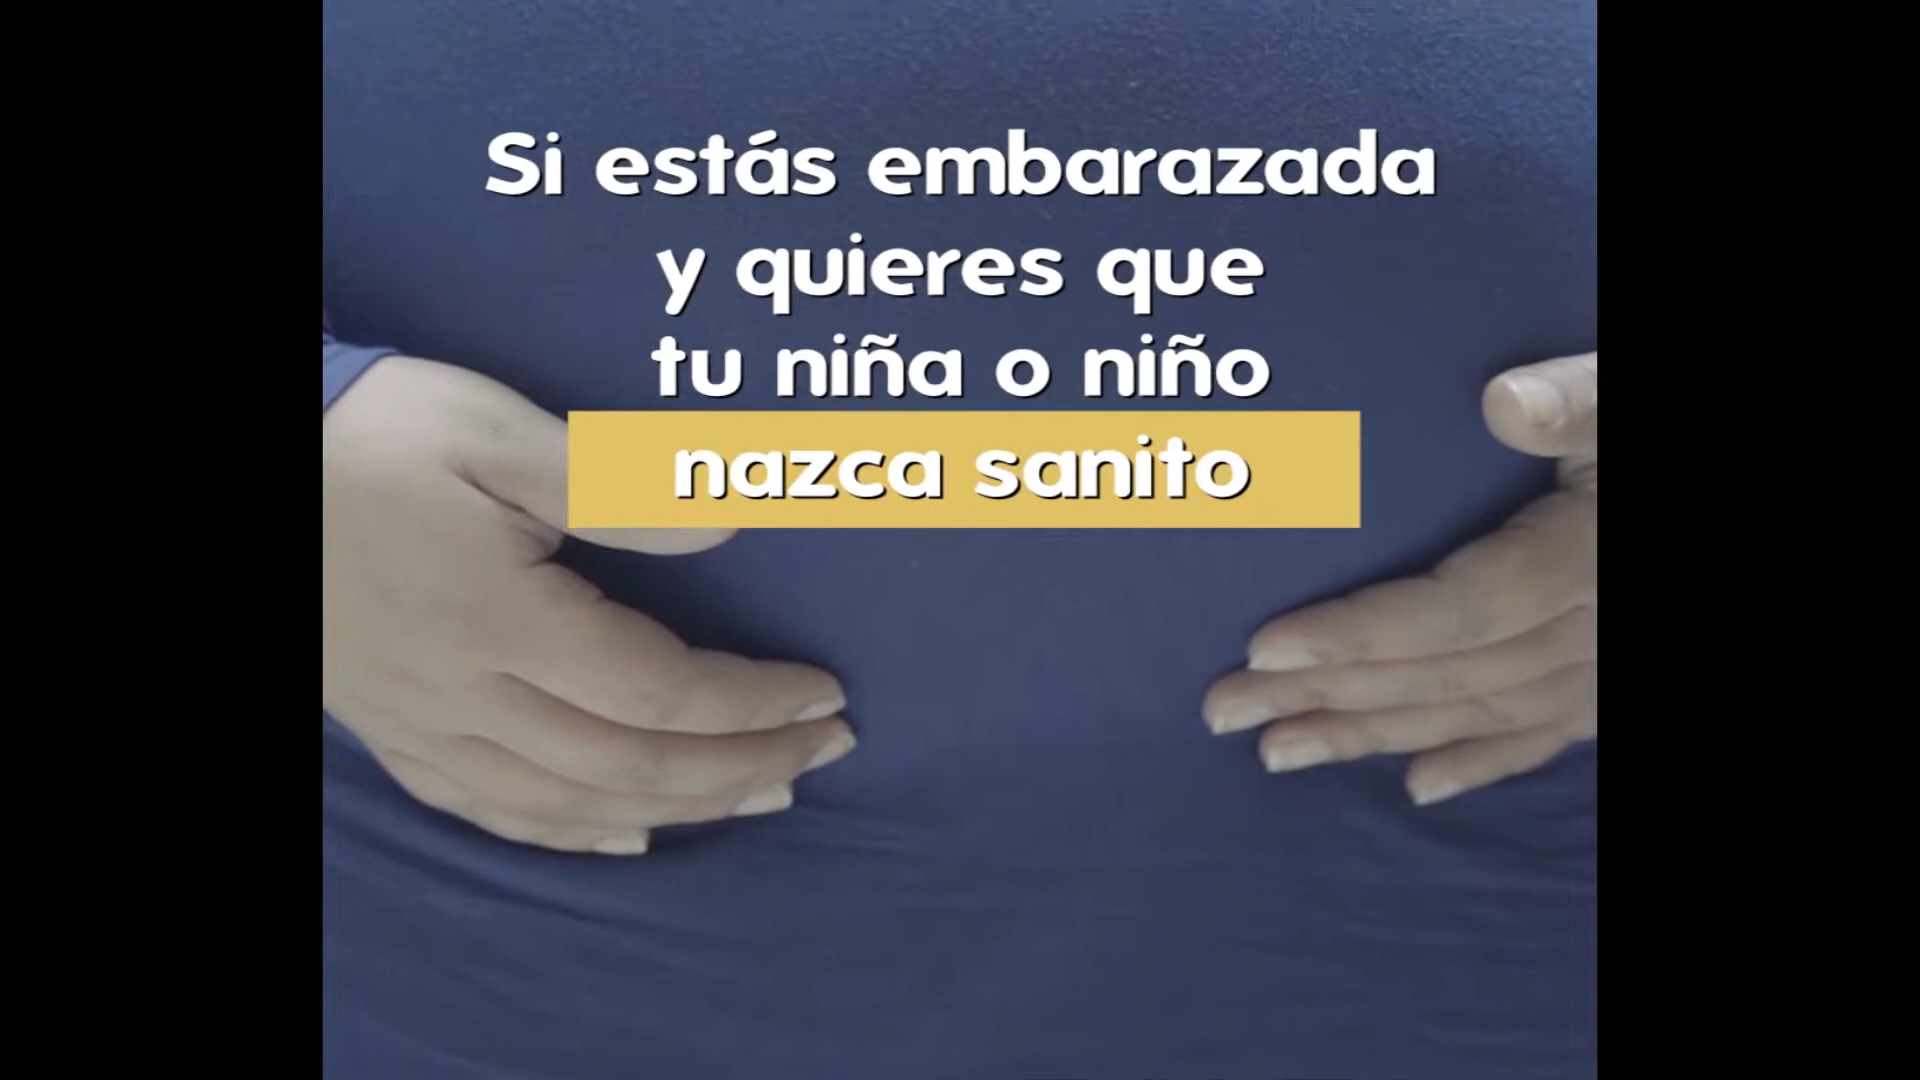 Si estás embarazada
y quieres que
tu niña o niño
nazca sanito